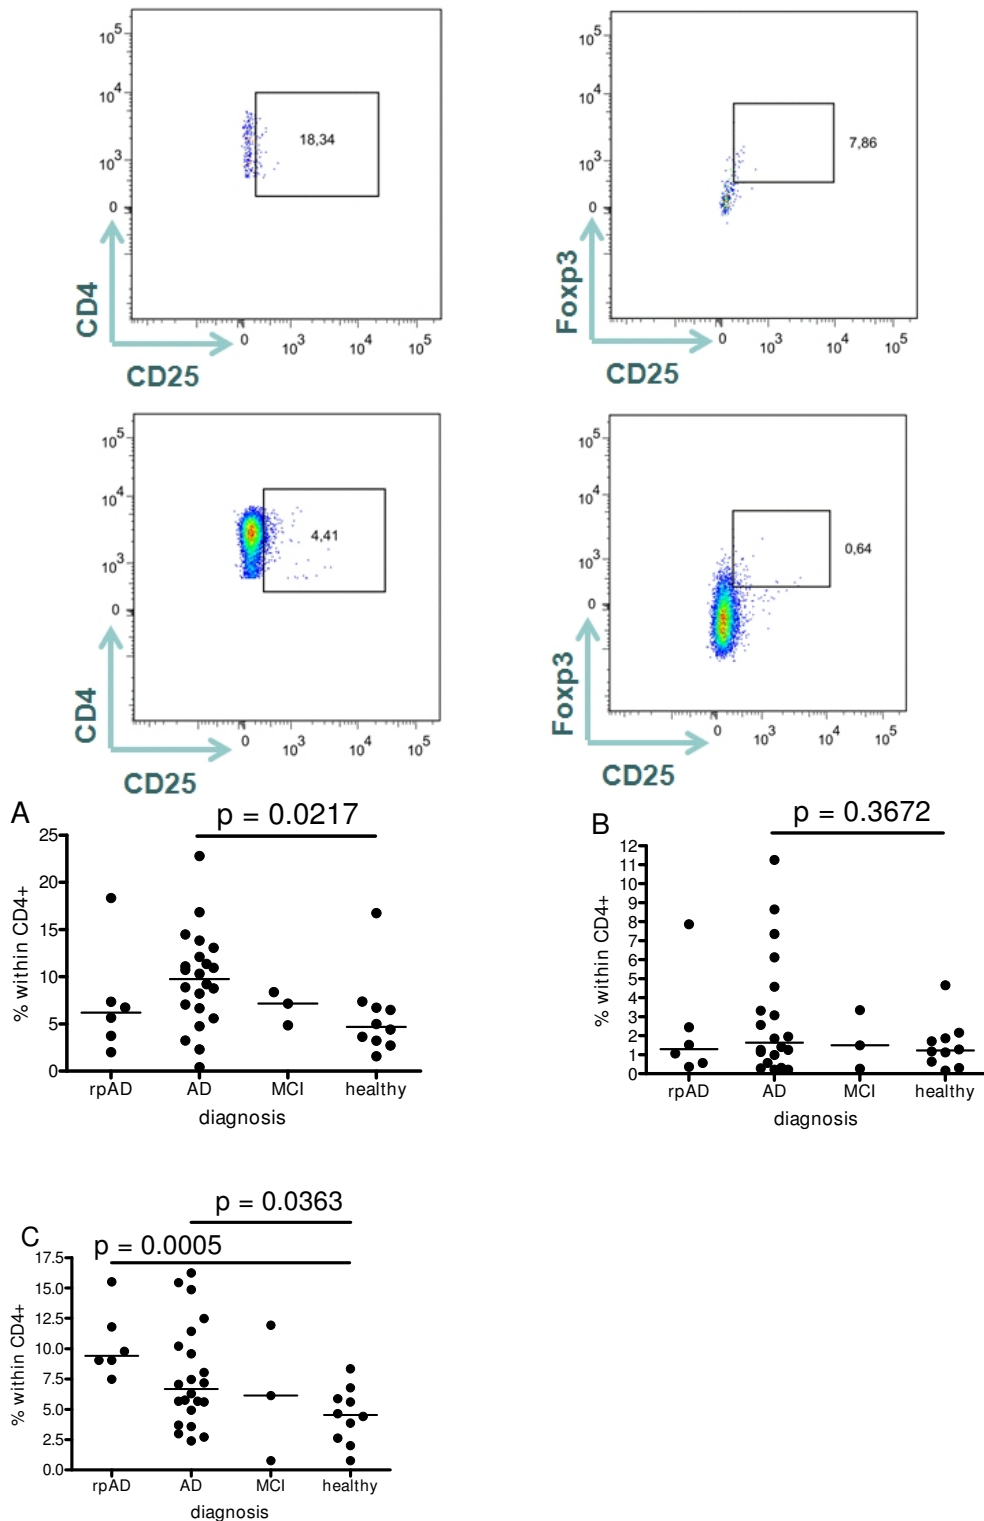 10^5
10^4
10^3
0
18,34
CD4
0 10^3 10^4 10^5
CD25
10^5
10^4
10^3
0
7,86
Foxp3
0 10^3 10^4 10^5
CD25
10^5
10^4
10^3
0
4,41
CD4
0 10^3 10^4 10^5
CD25
10^5
10^4
10^3
0
0,64
Foxp3
0 10^3 10^4 10^5
CD25
A
p = 0.0217
25
20
15
10
5
0
% within CD4+
rpAD AD MCI healthy
diagnosis
B
p = 0.3672
12
11
10
9
8
7
6
5
4
3
2
1
0
% within CD4+
rpAD AD MCI healthy
diagnosis
C
p = 0.0363
p = 0.0005
17.5
15.0
12.5
10.0
7.5
5.0
2.5
0.0
% within CD4+
rpAD AD MCI healthy
diagnosis